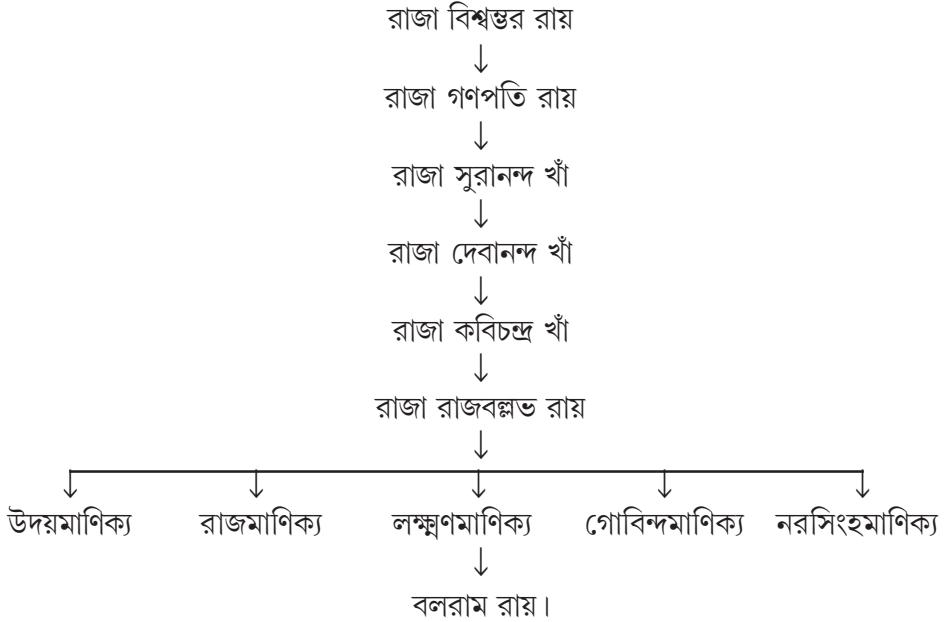 রাজা বিশ্বম্ভর রায়
রাজা গণপতি রায়
রাজা সুরানন্দ খাঁ
রাজা দেবানন্দ খাঁ
রাজা কবিচন্দ্র খাঁ
রাজা রাজবল্লভ রায়
উদয়মাণিক্য রাজমাণিক্য লক্ষ্মণমাণিক্য গোবিন্দমাণিক্য নরসিংহমাণিক্য
বলরাম রায়।